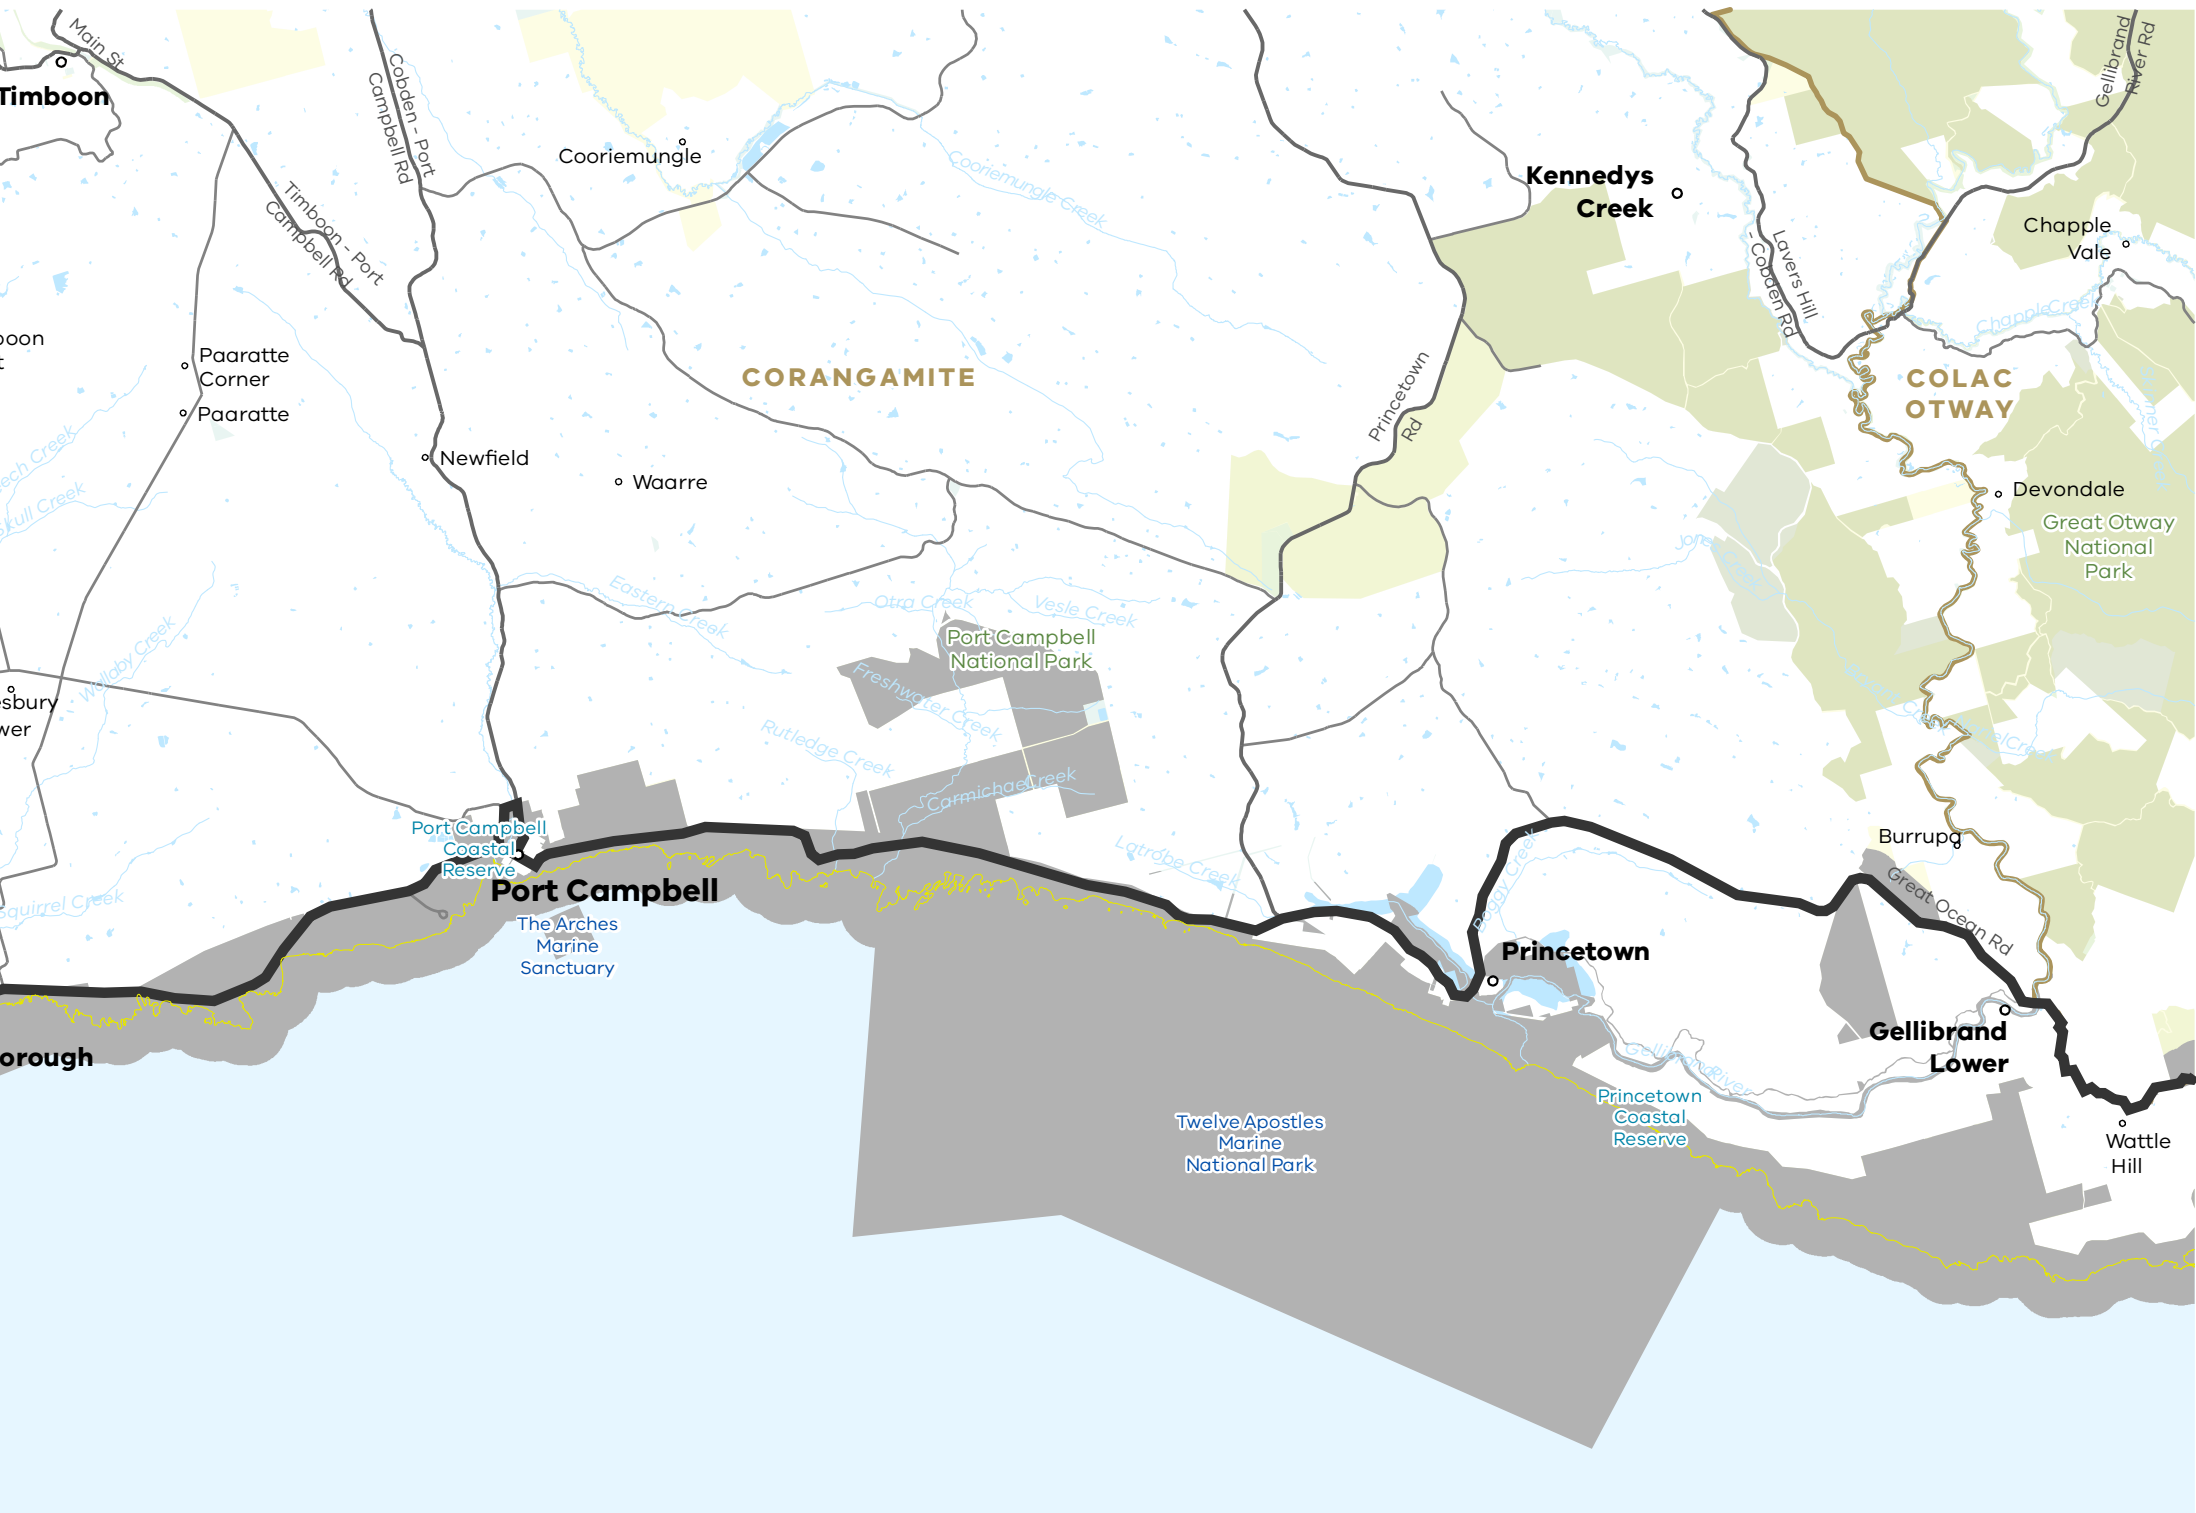 Main St
Timboon
Cobden - Port
Campbell Rd
Gellibrand
River Rd
Cooriemungle
Cooriemungle Creek
Kennedys
Creek
Timboon - Port
Campbell Rd
Lavers Hill
- Cobden Rd
Chapple
Vale
Chapple Creek
Paaratte
Corner
Paaratte
CORANGAMITE
Princetown
Rd
COLAC
OTWAY
Skinner Creek
Newfield
Waarre
Devondale
Great Otway
National
Park
Skull Creek
Wallaby Creek
Eastern Creek
Otra Creek
Vesle Creek
Port Campbell
National Park
Freshwater Creek
Rutledge Creek
Carmichael Creek
Port Campbell
Coastal
Reserve
Port Campbell
The Arches
Marine
Sanctuary
Squirrel Creek
Latrobe Creek
Boggy Creek
Burrupa
Great Ocean Rd
Princetown
Gellibrand
Lower
Gellibrand River
Princetown
Coastal
Reserve
Twelve Apostles
Marine
National Park
Wattle
Hill
orough